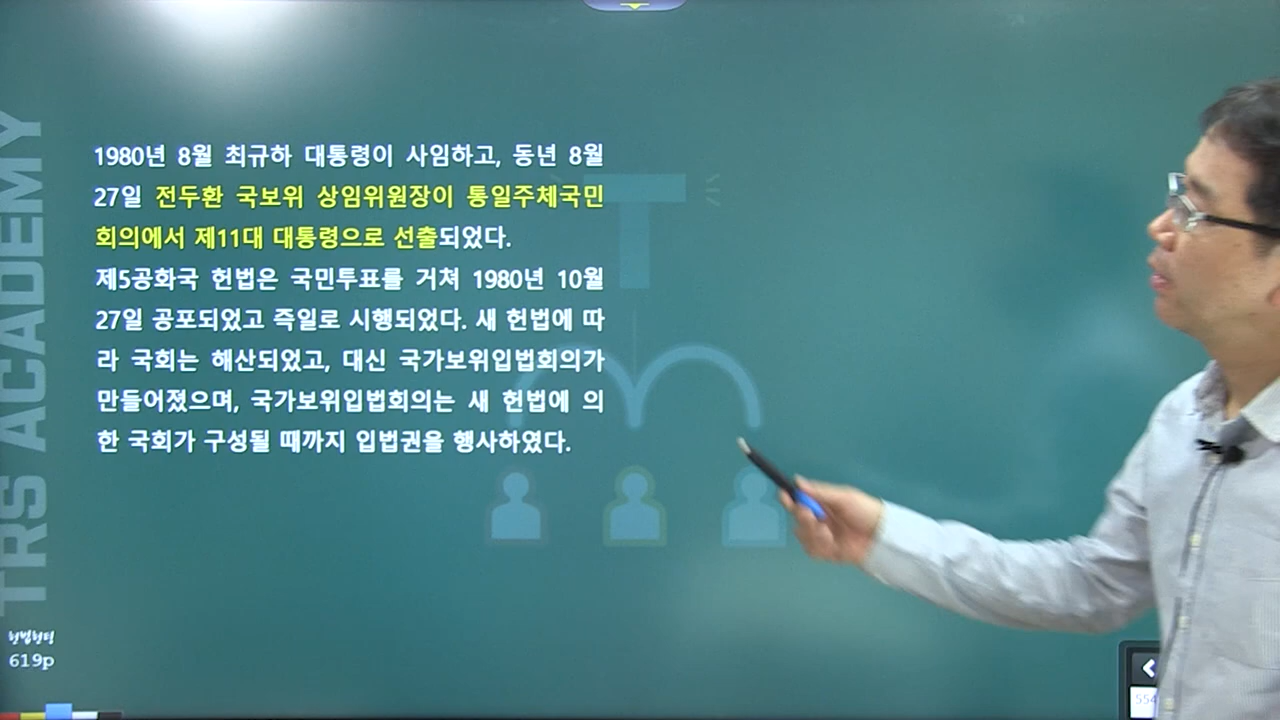 1980년 8월 최규하 대통령이 사임하고, 동년 8월
27일 전두환 국보위 상임위원장이 통일주체국민
회의에서 제11대 대통령으로 선출되었다.
제5공화국 헌법은 국민투표를 거쳐 1980년 10월
27일 공포되었고 즉일로 시행되었다. 새 헌법에 따
라 국회는 해산되었고, 대신 국가보위입법회의가
만들어졌으며, 국가보위입법회의는 새 헌법에 의
한 국회가 구성될 때까지 입법권을 행사하였다.
TRS ACADEMY
619p
554